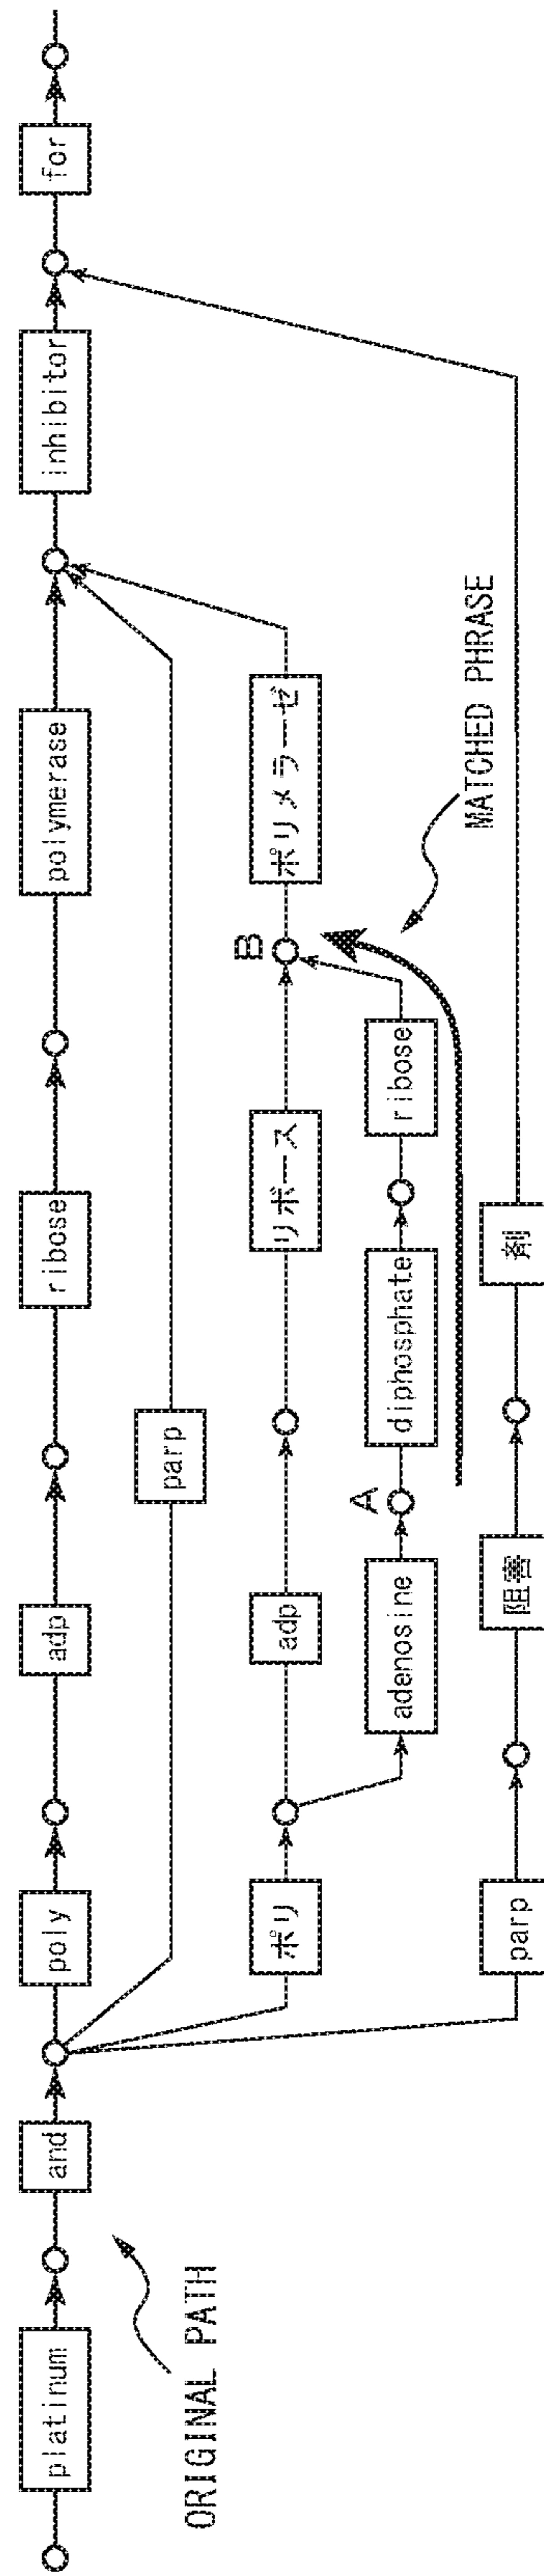 platinum
and
poly
adp
ribose
polymerase
inhibitor
for
ORIGINAL PATH
parp
ポリ
adp
リボース
B
ポリメラーゼ
adenosine
A
diphosphate
ribose
MATCHED PHRASE
parp
阻害
剤